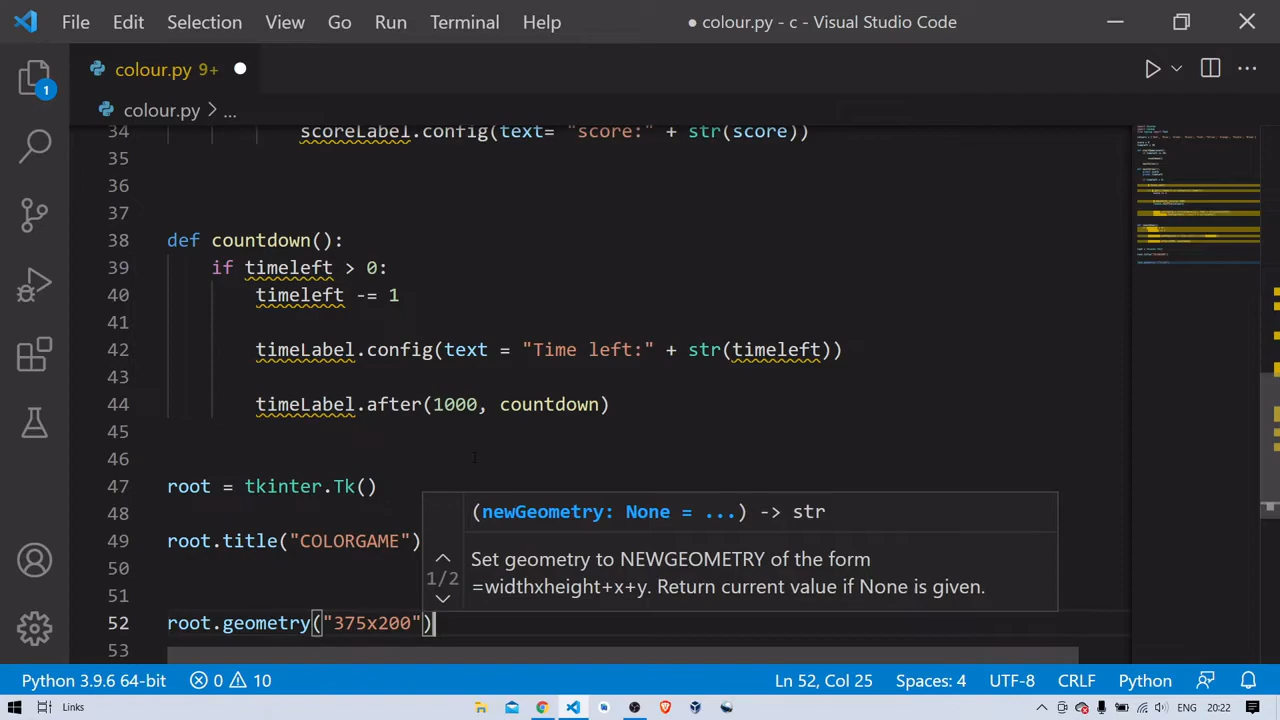 File Edit Selection View Go Run Terminal Help ● colour.py - c - Visual Studio Code
colour.py 9+
1
colour.py > ...
34 scoreLabel.config(text= "score:" + str(score))
35
36
37
38 def countdown():
39 if timeleft > 0:
40 timeleft -= 1
41
42 timeLabel.config(text = "Time left:" + str(timeleft))
43
44 timeLabel.after(1000, countdown)
45
46
47 root = tkinter.Tk()
48
49 root.title("COLORGAME")
50
51
52 root.geometry("375x200")
53
(newGeometry: None = ...) -> str
Set geometry to NEWGEOMETRY of the form
1/2
=widthxheight+x+y. Return current value if None is given.
Python 3.9.6 64-bit 0 10 Ln 52, Col 25 Spaces: 4 UTF-8 CRLF Python
Links ENG 20:22